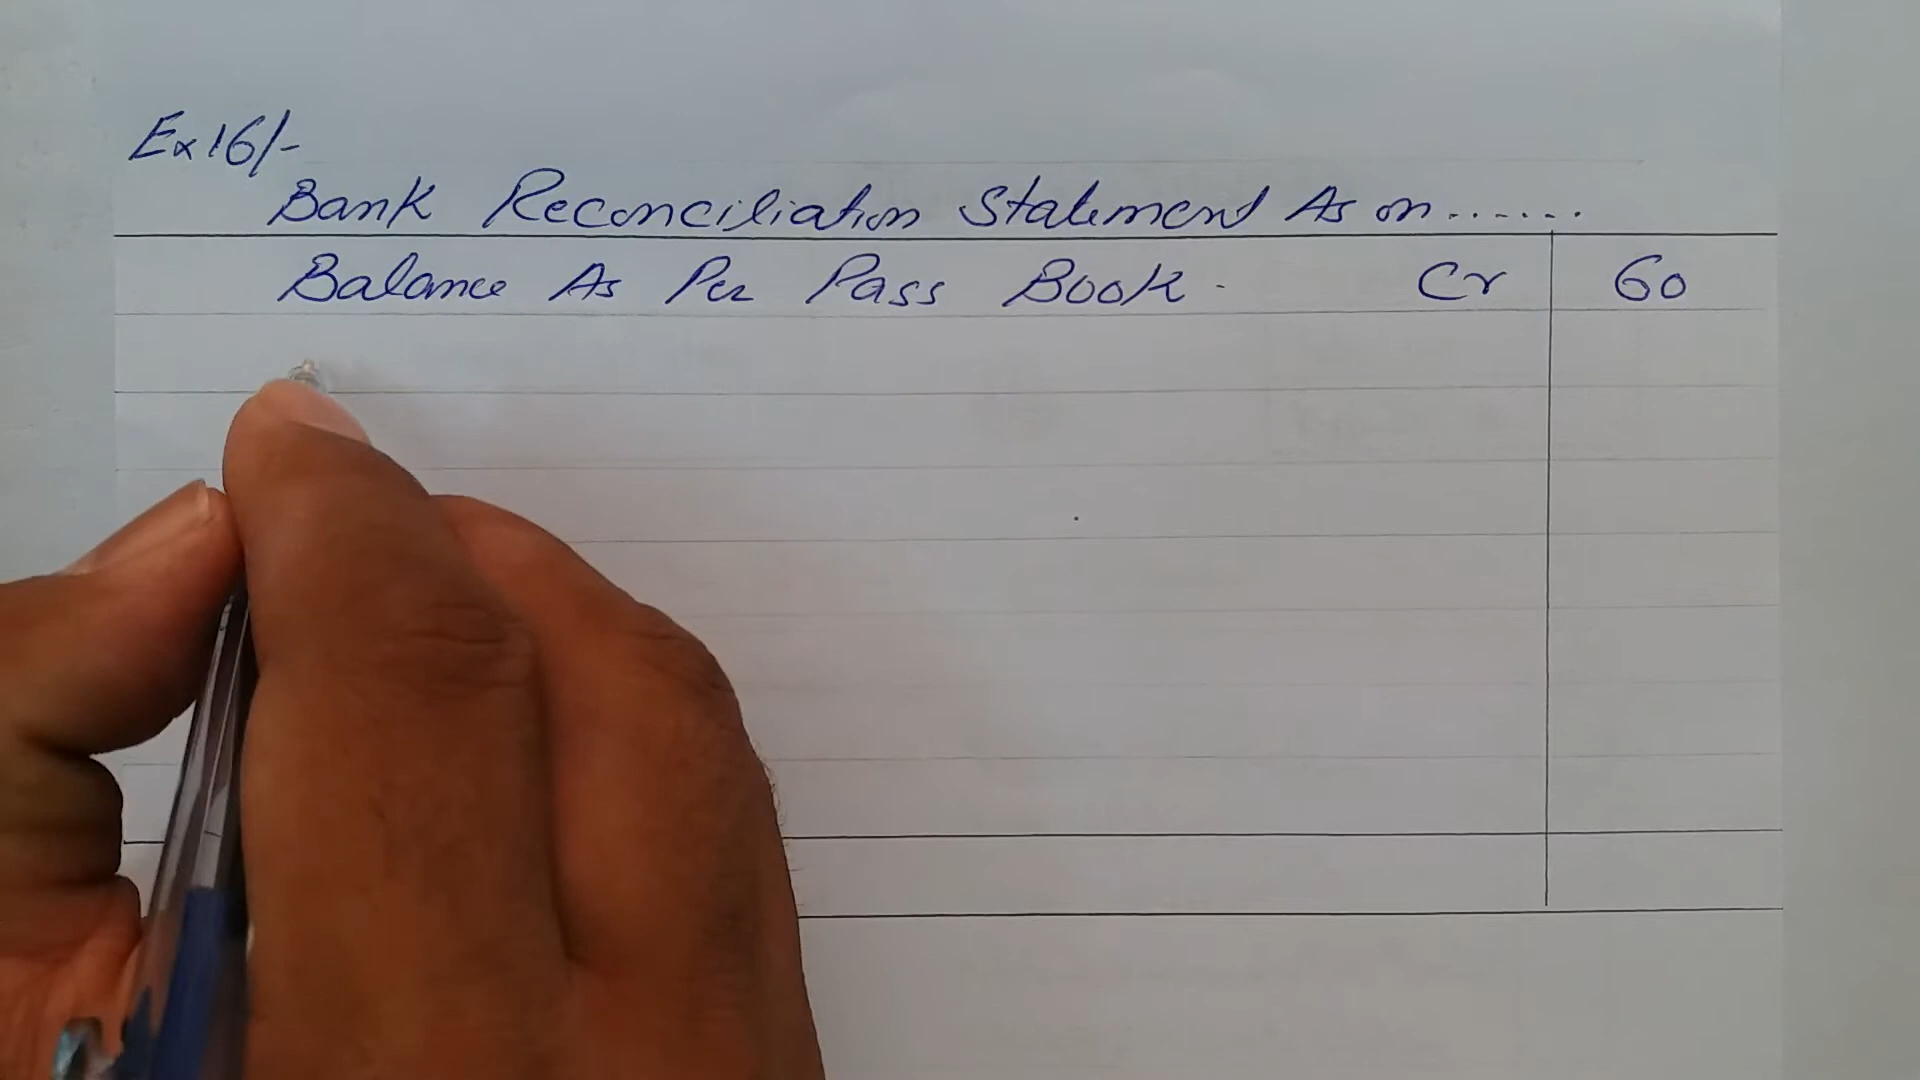 Ex 16/-
Bank Reconciliation Statement As on.......
Balance As Per Pass Book. Cr 60